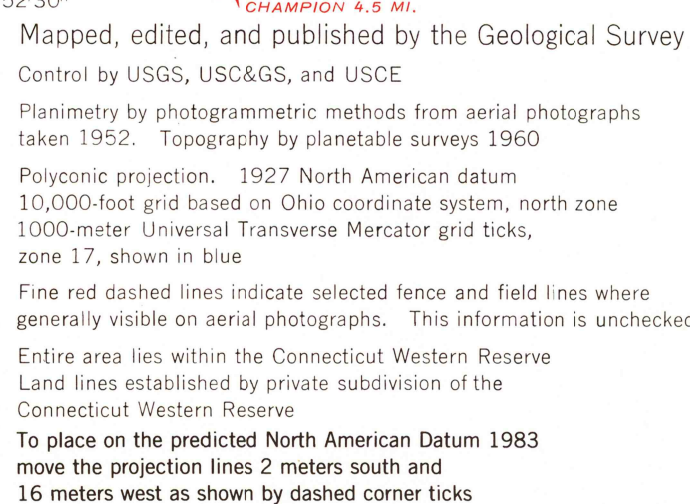 52'30"
CHAMPION 4.5 MI.
Mapped, edited, and published by the Geological Survey
Control by USGS, USC&GS, and USCE
Planimetry by photogrammetric methods from aerial photographs
taken 1952. Topography by planetable surveys 1960
Polyconic projection. 1927 North American datum
10,000-foot grid based on Ohio coordinate system, north zone
1000-meter Universal Transverse Mercator grid ticks,
zone 17, shown in blue
Fine red dashed lines indicate selected fence and field lines where
generally visible on aerial photographs. This information is unchecked
Entire area lies within the Connecticut Western Reserve
Land lines established by private subdivision of the
Connecticut Western Reserve
To place on the predicted North American Datum 1983
move the projection lines 2 meters south and
16 meters west as shown by dashed corner ticks